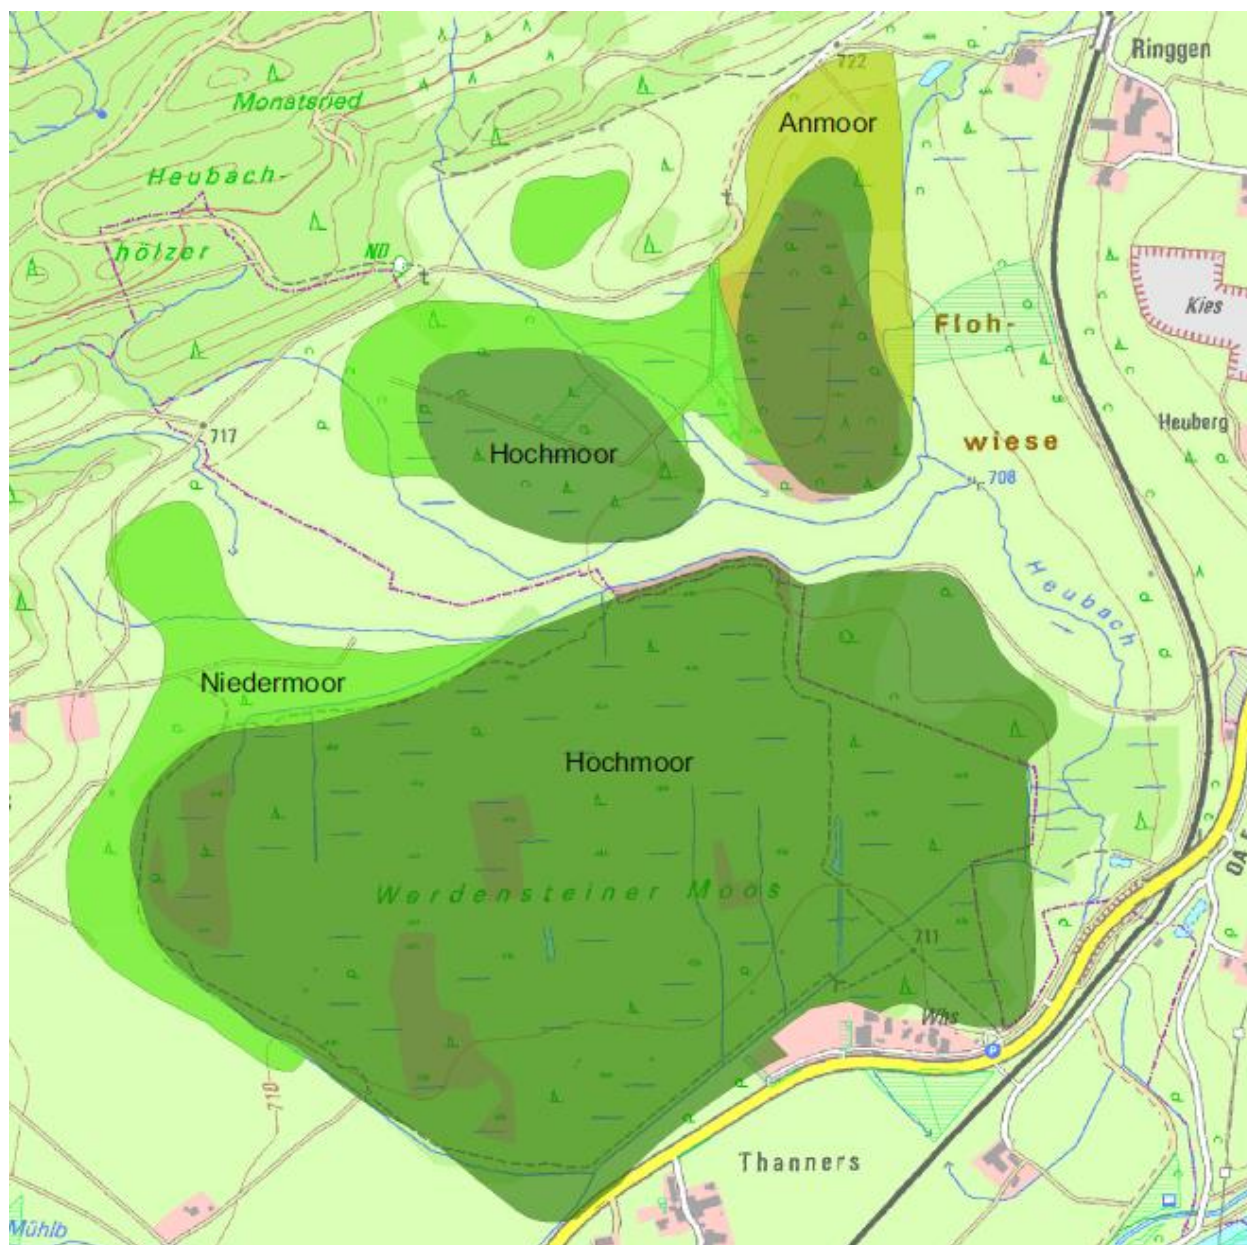 Ringgen
722
Monatsried
Anmoor
Heubach-
ND
hölzer
Kies
Floh-
Heuberg
717
wiese
Hochmoor
708
Heubach
Niedermoor
Hochmoor
OA
Werdensteiner Moos
711
Whs
P
710
Thanners
Mühlb